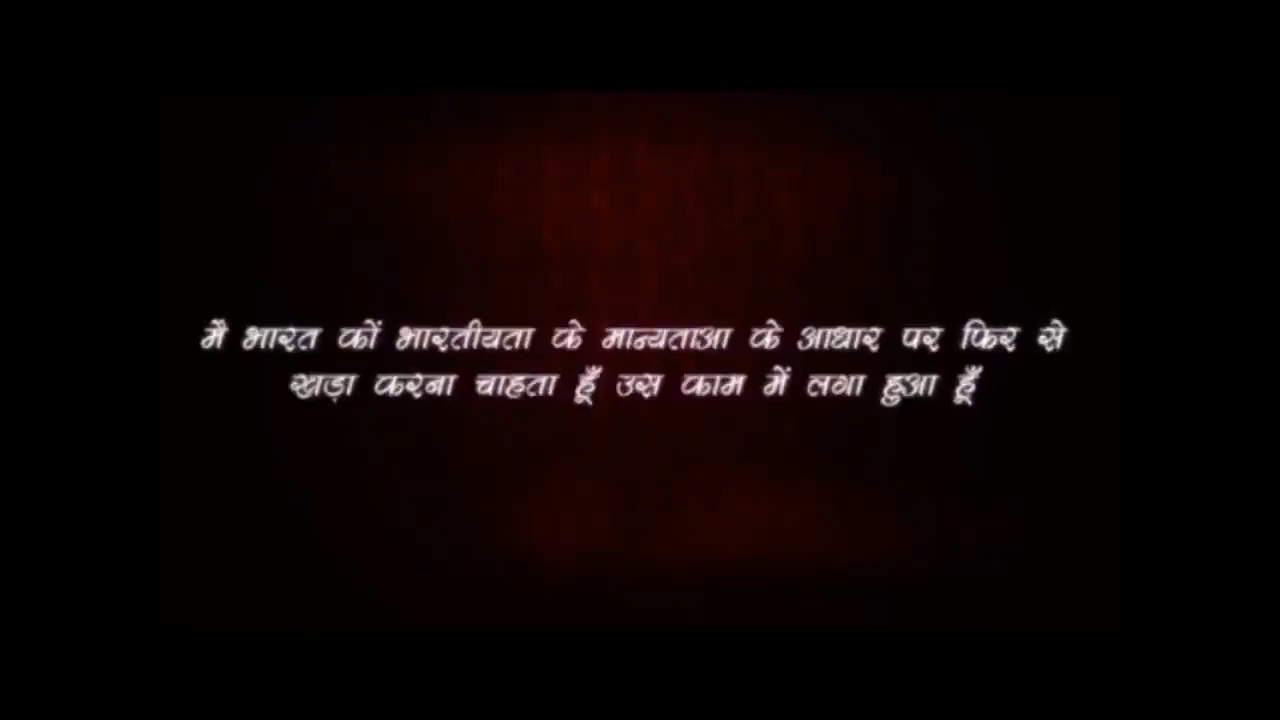 मै भारत कों भारतीयता के मान्यताआ के आधार पर फिर से
खड़ा करना चाहता हूँ उस काम में लगा हुआ हूँ